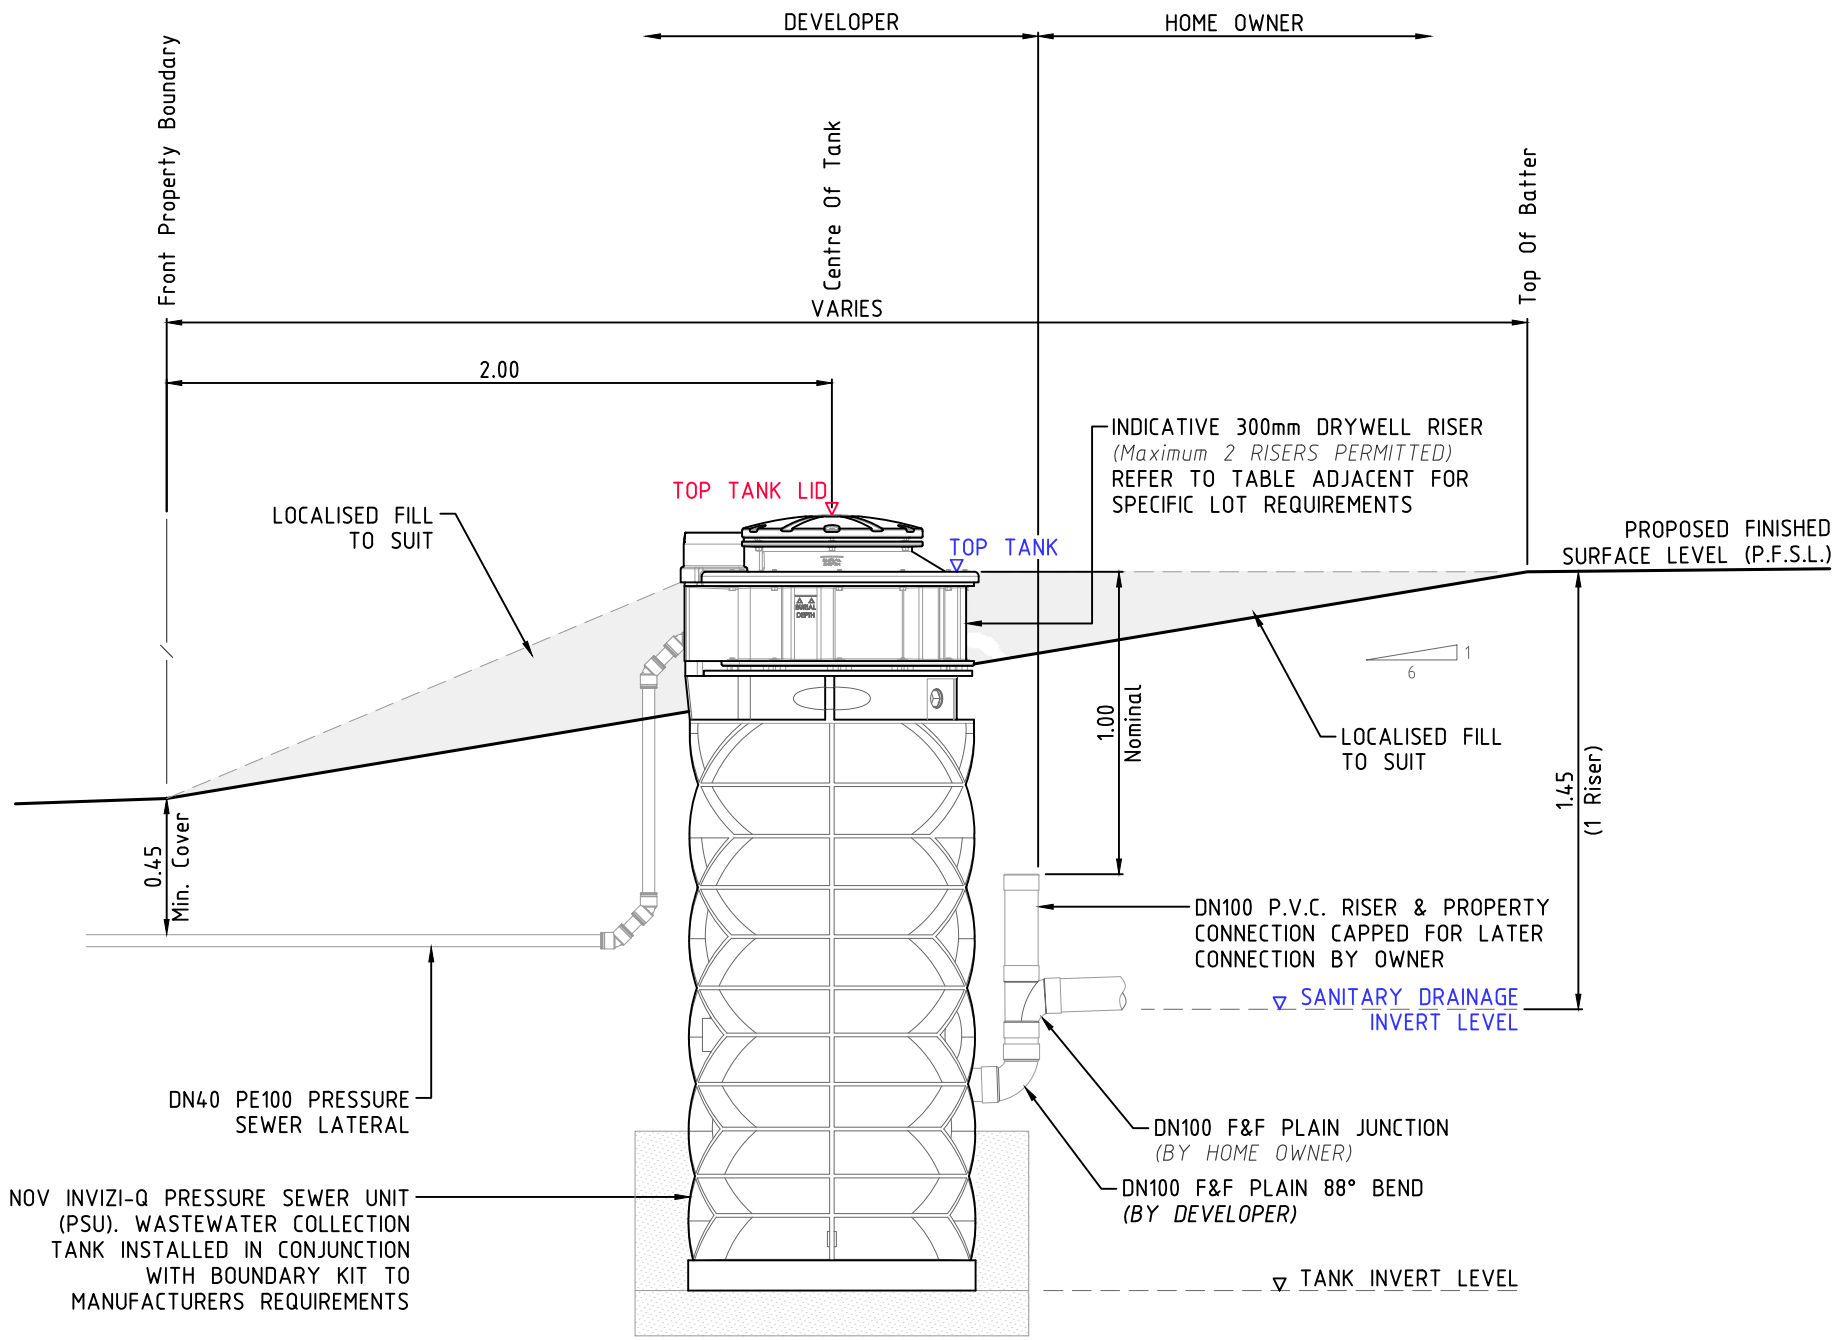 DEVELOPER
HOME OWNER
Front Property Boundary
Centre Of Tank
Top Of Batter
VARIES
2.00
INDICATIVE 300mm DRYWELL RISER
(Maximum 2 RISERS PERMITTED)
REFER TO TABLE ADJACENT FOR
SPECIFIC LOT REQUIREMENTS
TOP TANK LID
LOCALISED FILL
TO SUIT
TOP TANK
PROPOSED FINISHED
SURFACE LEVEL (P.F.S.L.)
BURIAL
DEPTH
BURIAL
DEPTH
1
6
1.00
Nominal
LOCALISED FILL
TO SUIT
1.45
(1 Riser)
0.45
Min. Cover
DN100 P.V.C. RISER & PROPERTY
CONNECTION CAPPED FOR LATER
CONNECTION BY OWNER
SANITARY DRAINAGE
INVERT LEVEL
DN40 PE100 PRESSURE
SEWER LATERAL
DN100 F&F PLAIN JUNCTION
(BY HOME OWNER)
DN100 F&F PLAIN 88° BEND
(BY DEVELOPER)
NOV INVIZI-Q PRESSURE SEWER UNIT
(PSU). WASTEWATER COLLECTION
TANK INSTALLED IN CONJUNCTION
WITH BOUNDARY KIT TO
MANUFACTURERS REQUIREMENTS
TANK INVERT LEVEL